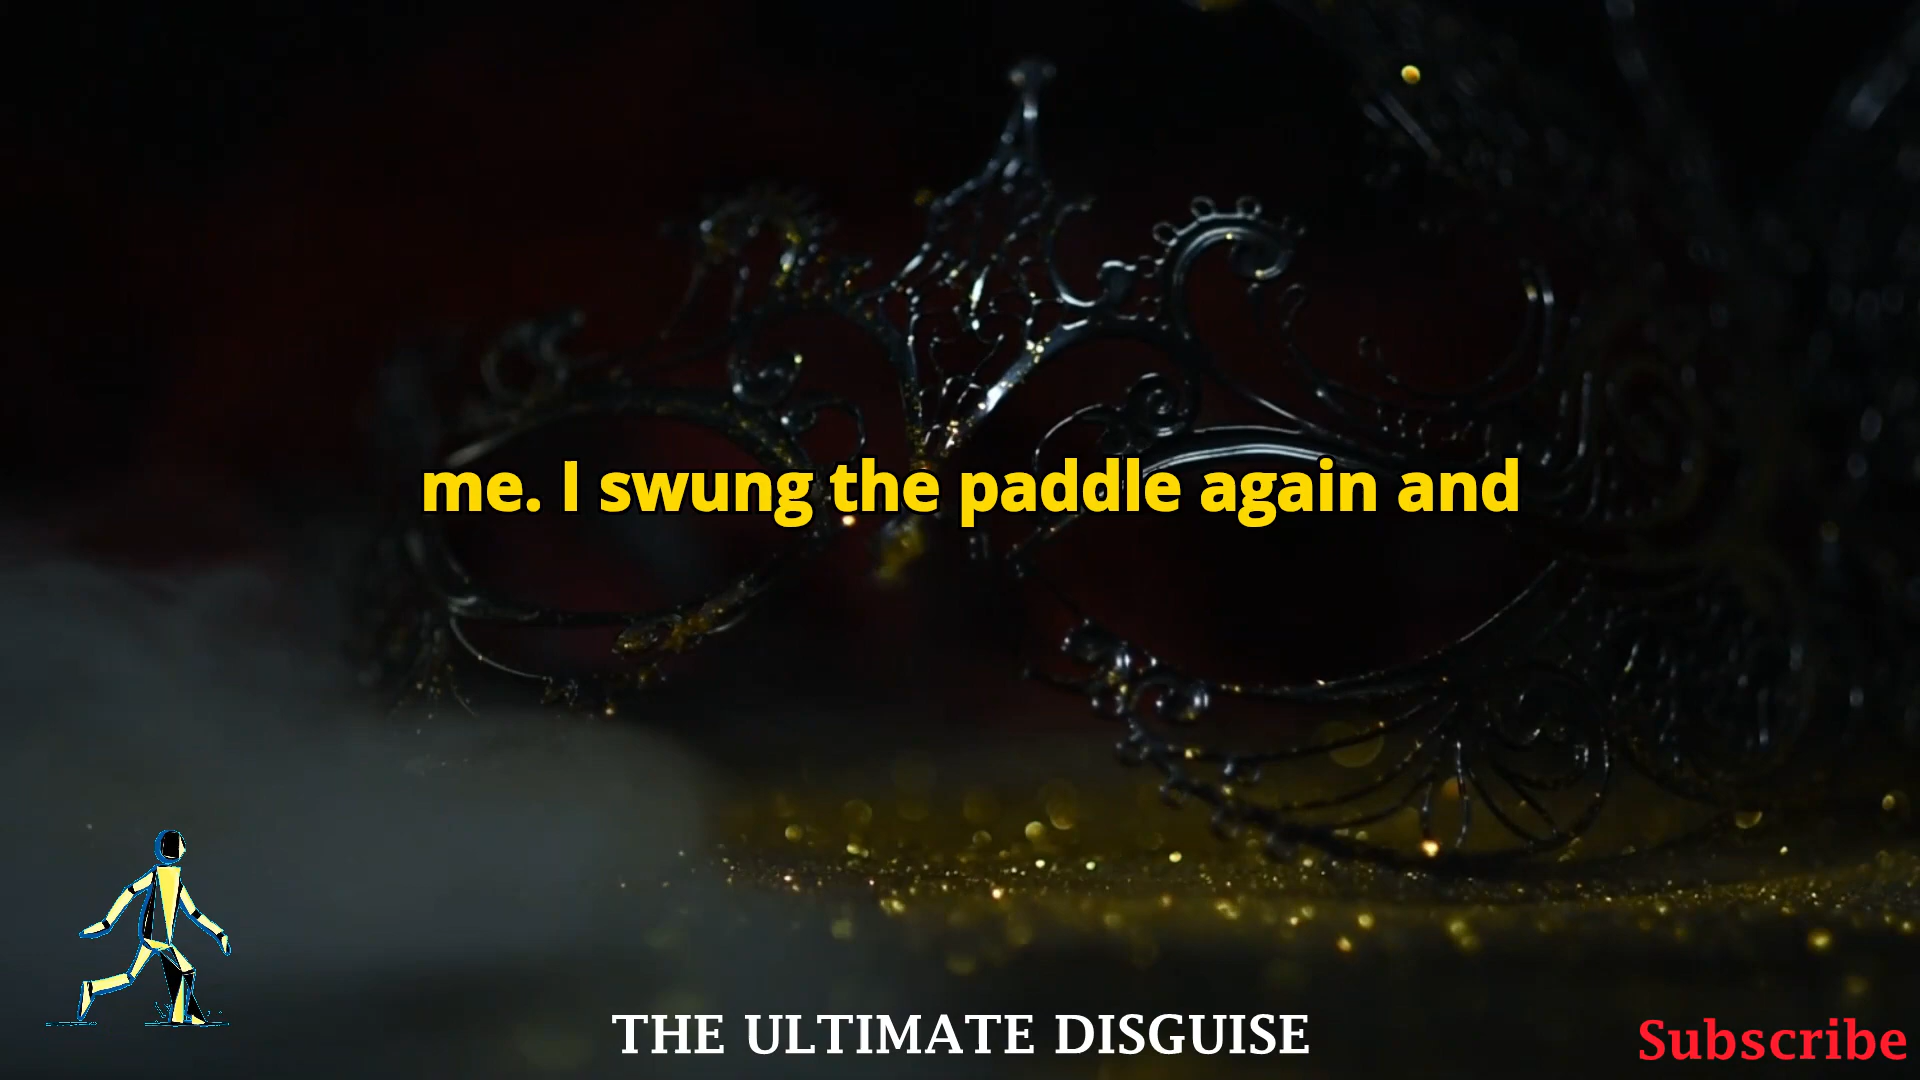 me. I swung the paddle again and
THE ULTIMATE DISGUISE
Subscribe